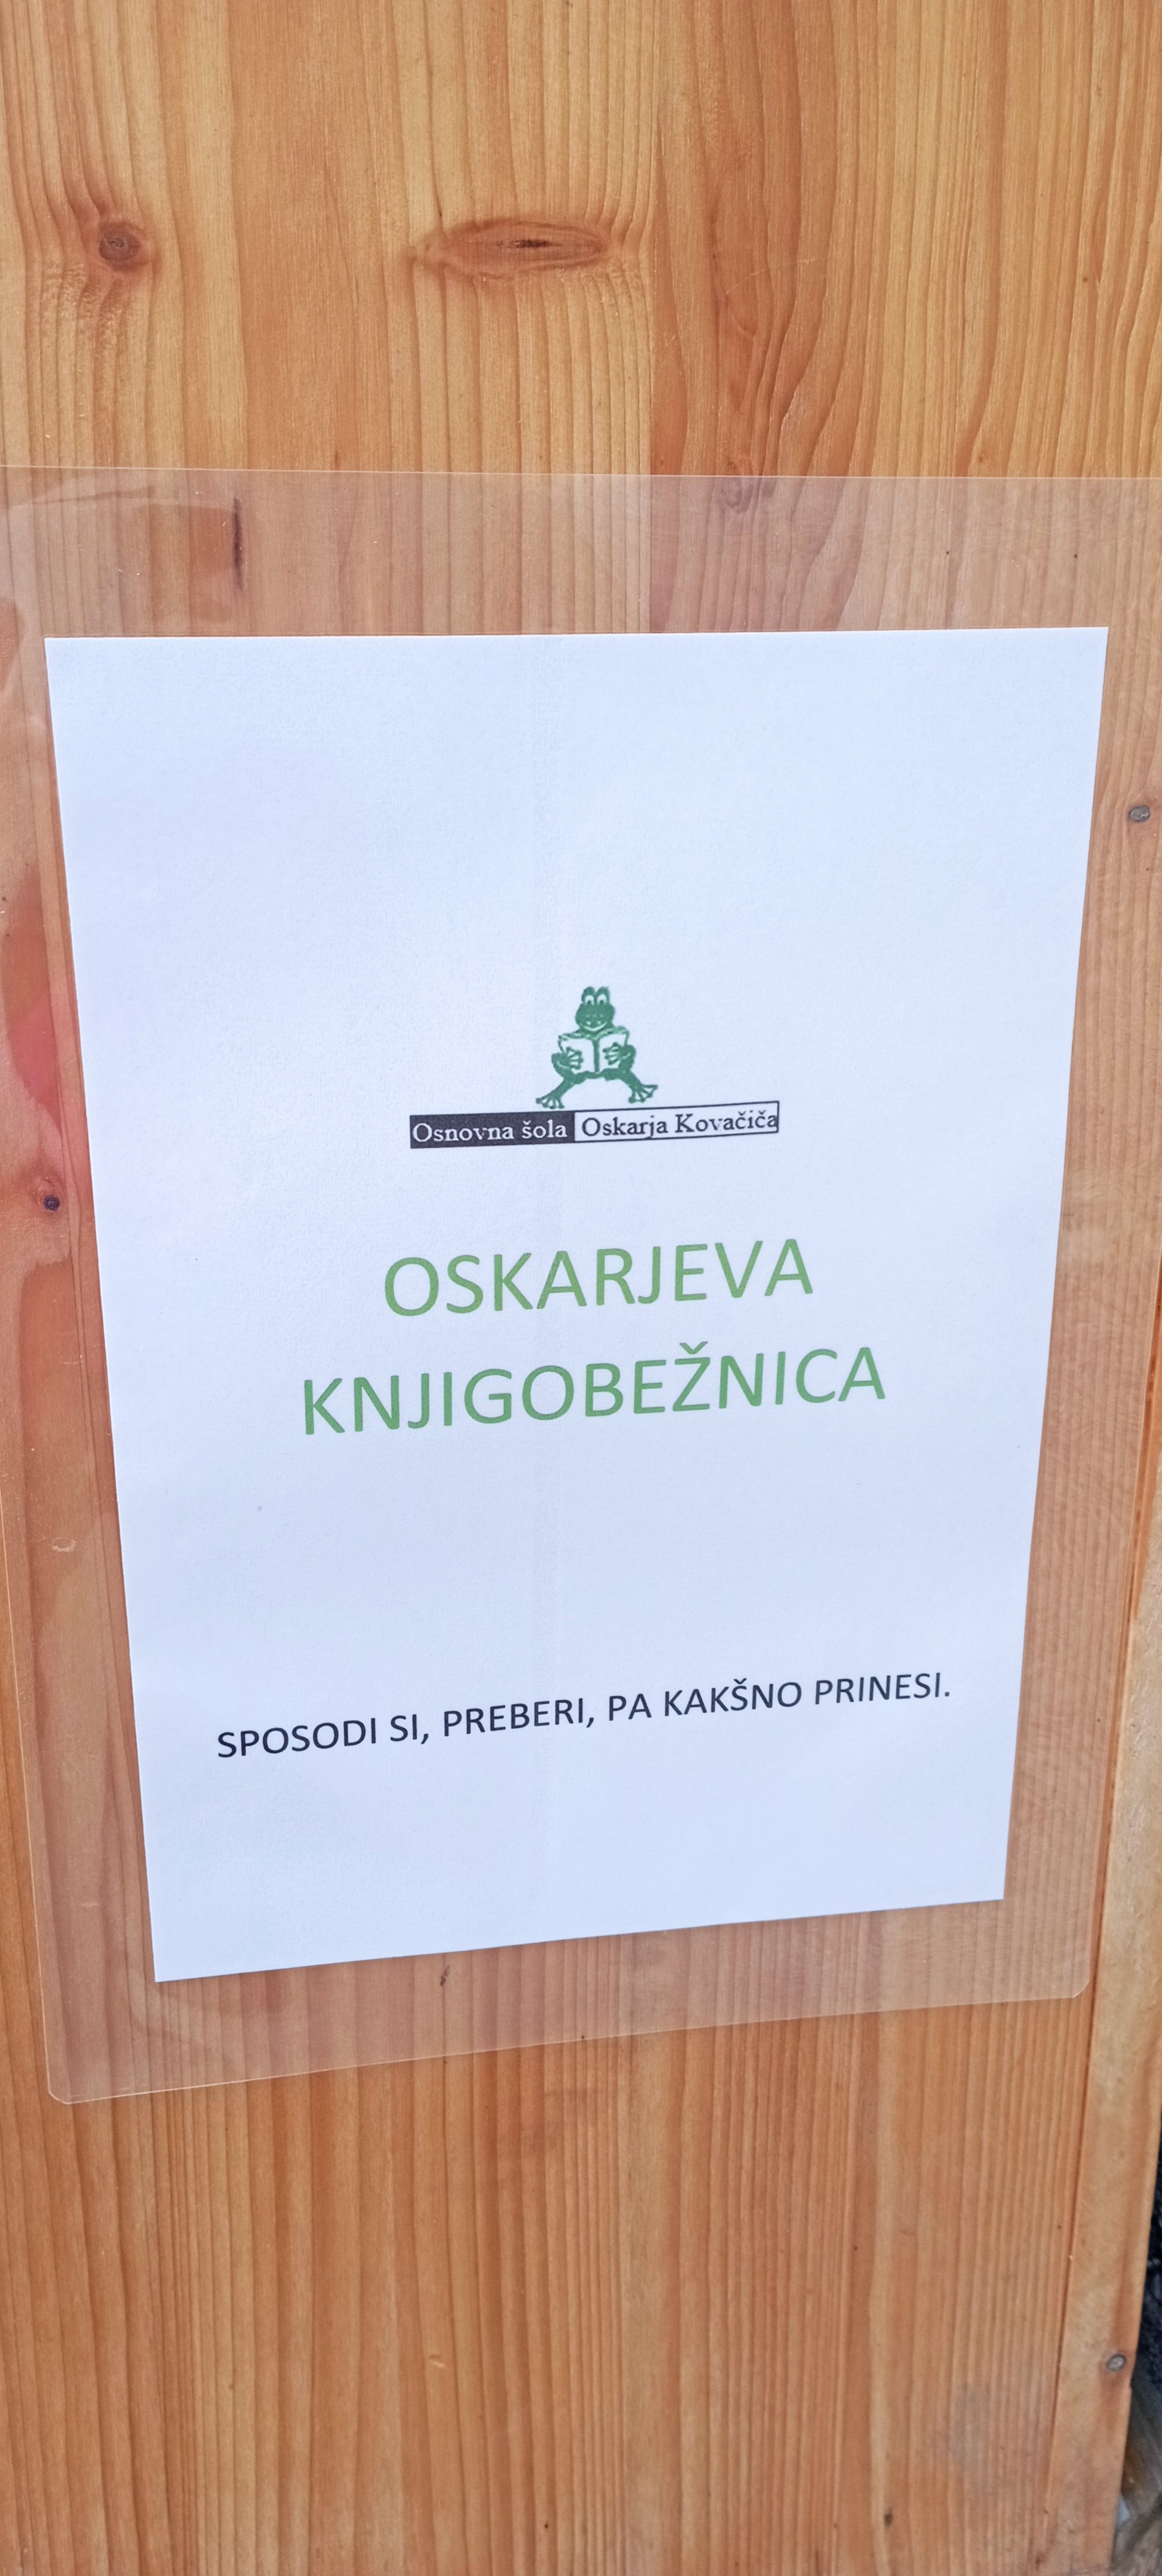 Osnovna šola Oskarja Kovačiča
OSKARJEVA
KNJIGOBEŽNICA
SPOSODI SI, PREBERI, PA KAKŠNO PRINESI.